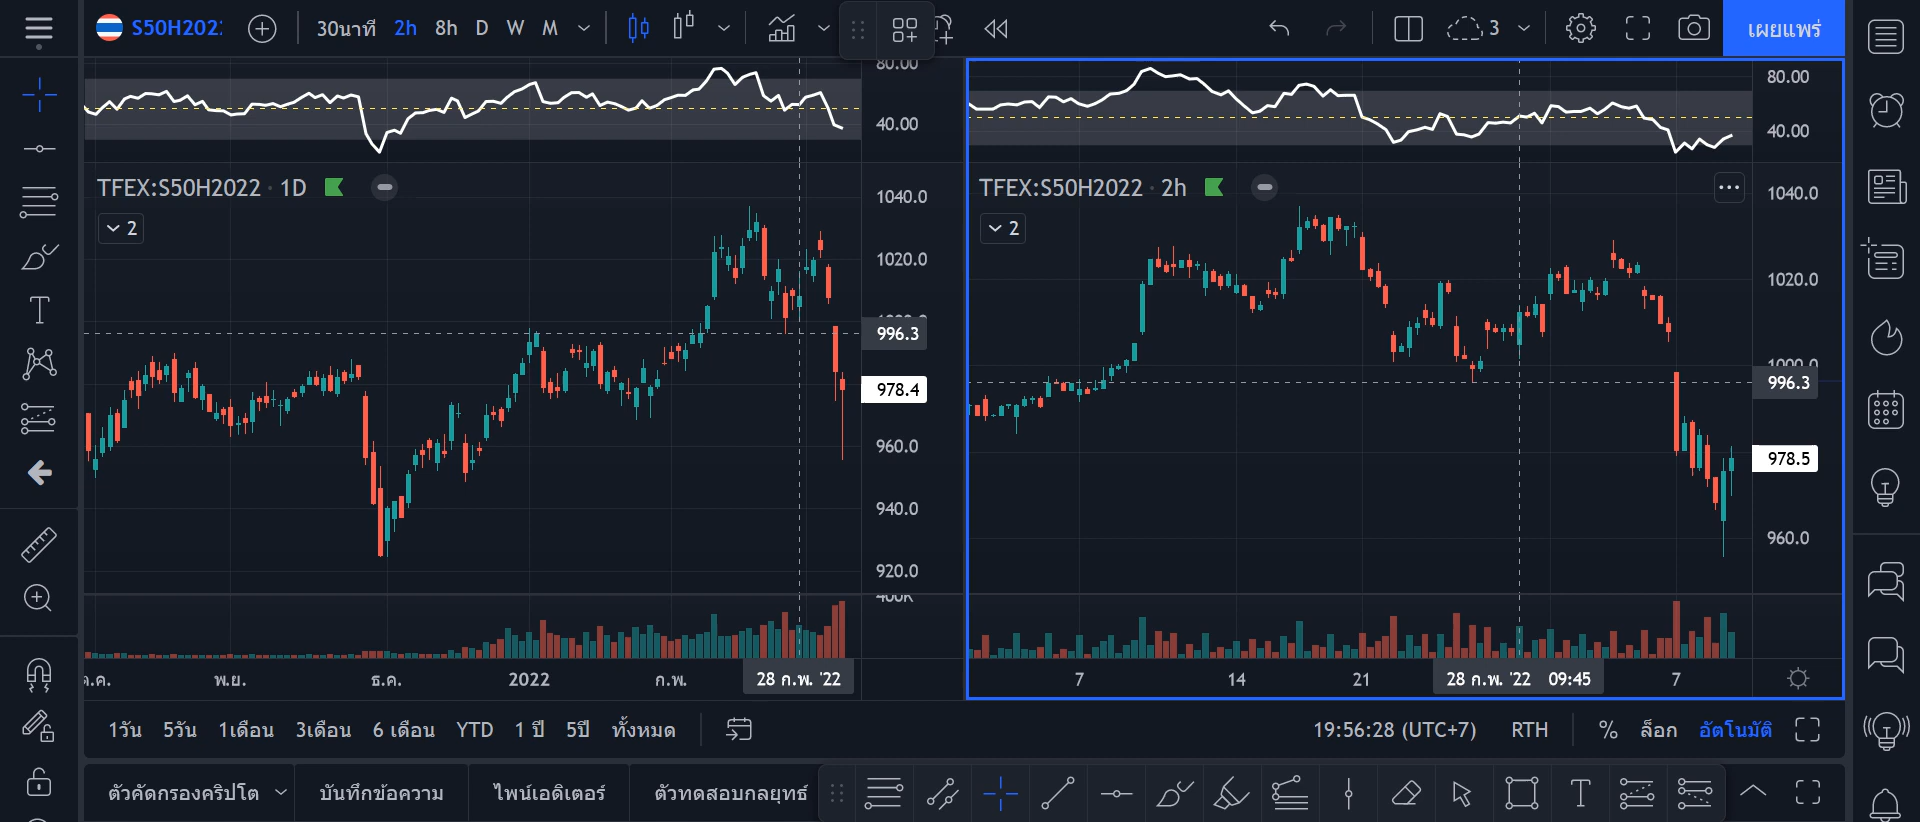 S50H202
30นาที
2h
8h
D
W
M
3
เผยแพร่
80.00
40.00
TFEX:S50H2022 · 1D
2
1040.0
1020.0
996.3
978.4
960.0
940.0
920.0
400K
ต.ค.
พ.ย.
ธ.ค.
2022
ก.พ.
28 ก.พ. '22
80.00
40.00
TFEX:S50H2022 · 2h
2
1040.0
1020.0
1000.0
996.3
978.5
960.0
7
14
21
28 ก.พ. '22 09:45
7
1วัน
5วัน
1เดือน
3เดือน
6 เดือน
YTD
1 ปี
5ปี
ทั้งหมด
19:56:28 (UTC+7)
RTH
%
ล็อก
อัตโนมัติ
ตัวคัดกรองคริปโต
บันทึกข้อความ
ไพน์เอดิเตอร์
ตัวทดสอบกลยุทธ์